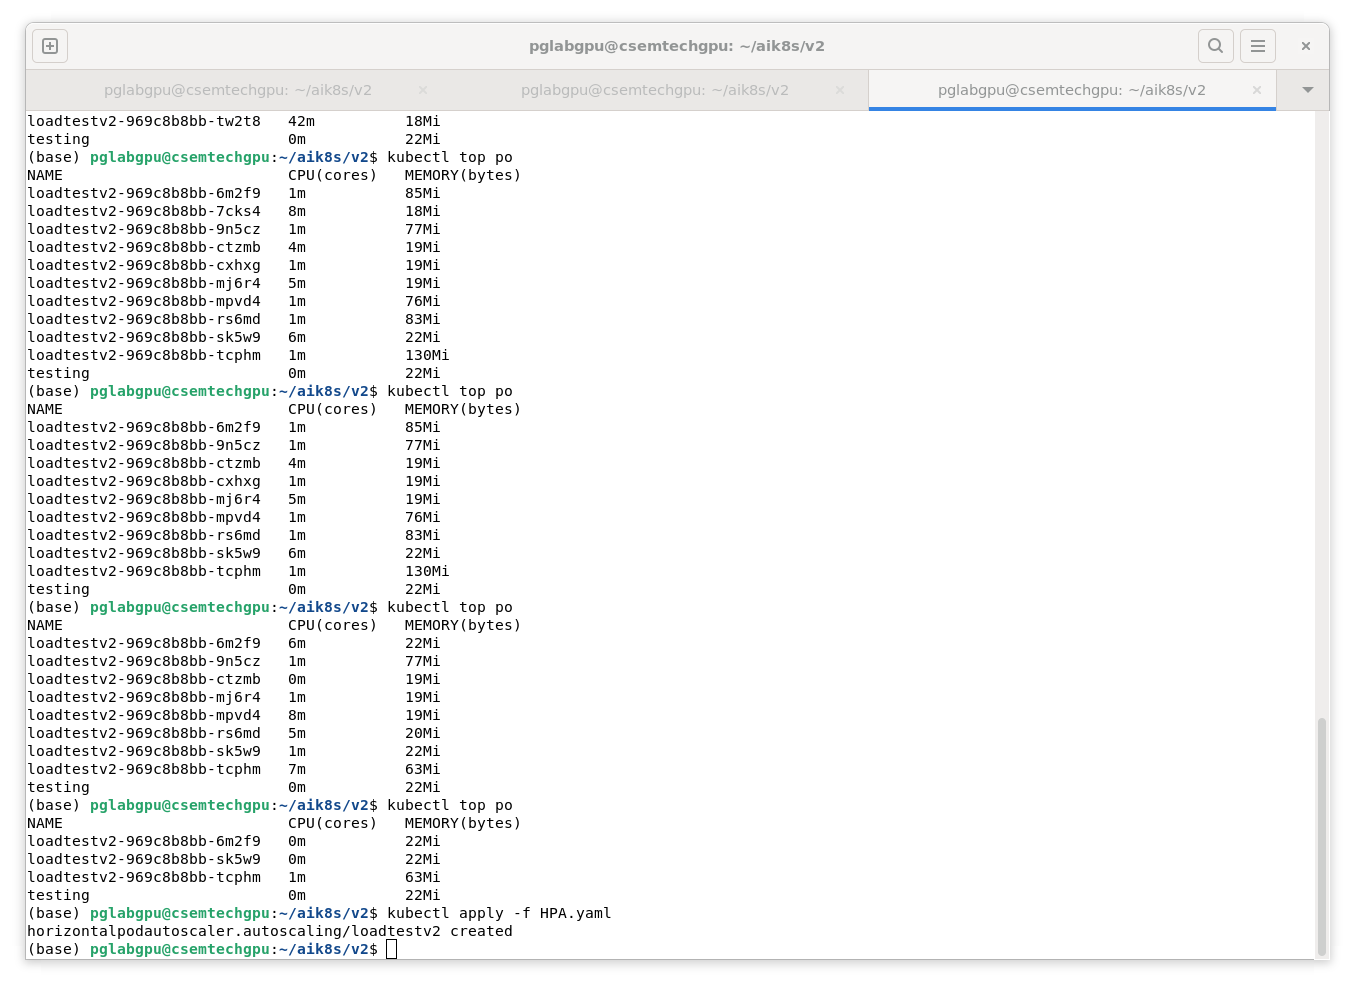 pglabgpu@csemtechgpu: ~/aik8s/v2
pglabgpu@csemtechgpu: ~/aik8s/v2 × pglabgpu@csemtechgpu: ~/aik8s/v2 × pglabgpu@csemtechgpu: ~/aik8s/v2 ×
loadtestv2-969c8b8bb-tw2t8   42m          18Mi
testing                      0m           22Mi
(base) pglabgpu@csemtechgpu:~/aik8s/v2$ kubectl top po
NAME                         CPU(cores)   MEMORY(bytes)
loadtestv2-969c8b8bb-6m2f9   1m           85Mi
loadtestv2-969c8b8bb-7cks4   8m           18Mi
loadtestv2-969c8b8bb-9n5cz   1m           77Mi
loadtestv2-969c8b8bb-ctzmb   4m           19Mi
loadtestv2-969c8b8bb-cxhxg   1m           19Mi
loadtestv2-969c8b8bb-mj6r4   5m           19Mi
loadtestv2-969c8b8bb-mpvd4   1m           76Mi
loadtestv2-969c8b8bb-rs6md   1m           83Mi
loadtestv2-969c8b8bb-sk5w9   6m           22Mi
loadtestv2-969c8b8bb-tcphm   1m           130Mi
testing                      0m           22Mi
(base) pglabgpu@csemtechgpu:~/aik8s/v2$ kubectl top po
NAME                         CPU(cores)   MEMORY(bytes)
loadtestv2-969c8b8bb-6m2f9   1m           85Mi
loadtestv2-969c8b8bb-9n5cz   1m           77Mi
loadtestv2-969c8b8bb-ctzmb   4m           19Mi
loadtestv2-969c8b8bb-cxhxg   1m           19Mi
loadtestv2-969c8b8bb-mj6r4   5m           19Mi
loadtestv2-969c8b8bb-mpvd4   1m           76Mi
loadtestv2-969c8b8bb-rs6md   1m           83Mi
loadtestv2-969c8b8bb-sk5w9   6m           22Mi
loadtestv2-969c8b8bb-tcphm   1m           130Mi
testing                      0m           22Mi
(base) pglabgpu@csemtechgpu:~/aik8s/v2$ kubectl top po
NAME                         CPU(cores)   MEMORY(bytes)
loadtestv2-969c8b8bb-6m2f9   6m           22Mi
loadtestv2-969c8b8bb-9n5cz   1m           77Mi
loadtestv2-969c8b8bb-ctzmb   0m           19Mi
loadtestv2-969c8b8bb-mj6r4   1m           19Mi
loadtestv2-969c8b8bb-mpvd4   8m           19Mi
loadtestv2-969c8b8bb-rs6md   5m           20Mi
loadtestv2-969c8b8bb-sk5w9   1m           22Mi
loadtestv2-969c8b8bb-tcphm   7m           63Mi
testing                      0m           22Mi
(base) pglabgpu@csemtechgpu:~/aik8s/v2$ kubectl top po
NAME                         CPU(cores)   MEMORY(bytes)
loadtestv2-969c8b8bb-6m2f9   0m           22Mi
loadtestv2-969c8b8bb-sk5w9   0m           22Mi
loadtestv2-969c8b8bb-tcphm   1m           63Mi
testing                      0m           22Mi
(base) pglabgpu@csemtechgpu:~/aik8s/v2$ kubectl apply -f HPA.yaml
horizontalpodautoscaler.autoscaling/loadtestv2 created
(base) pglabgpu@csemtechgpu:~/aik8s/v2$